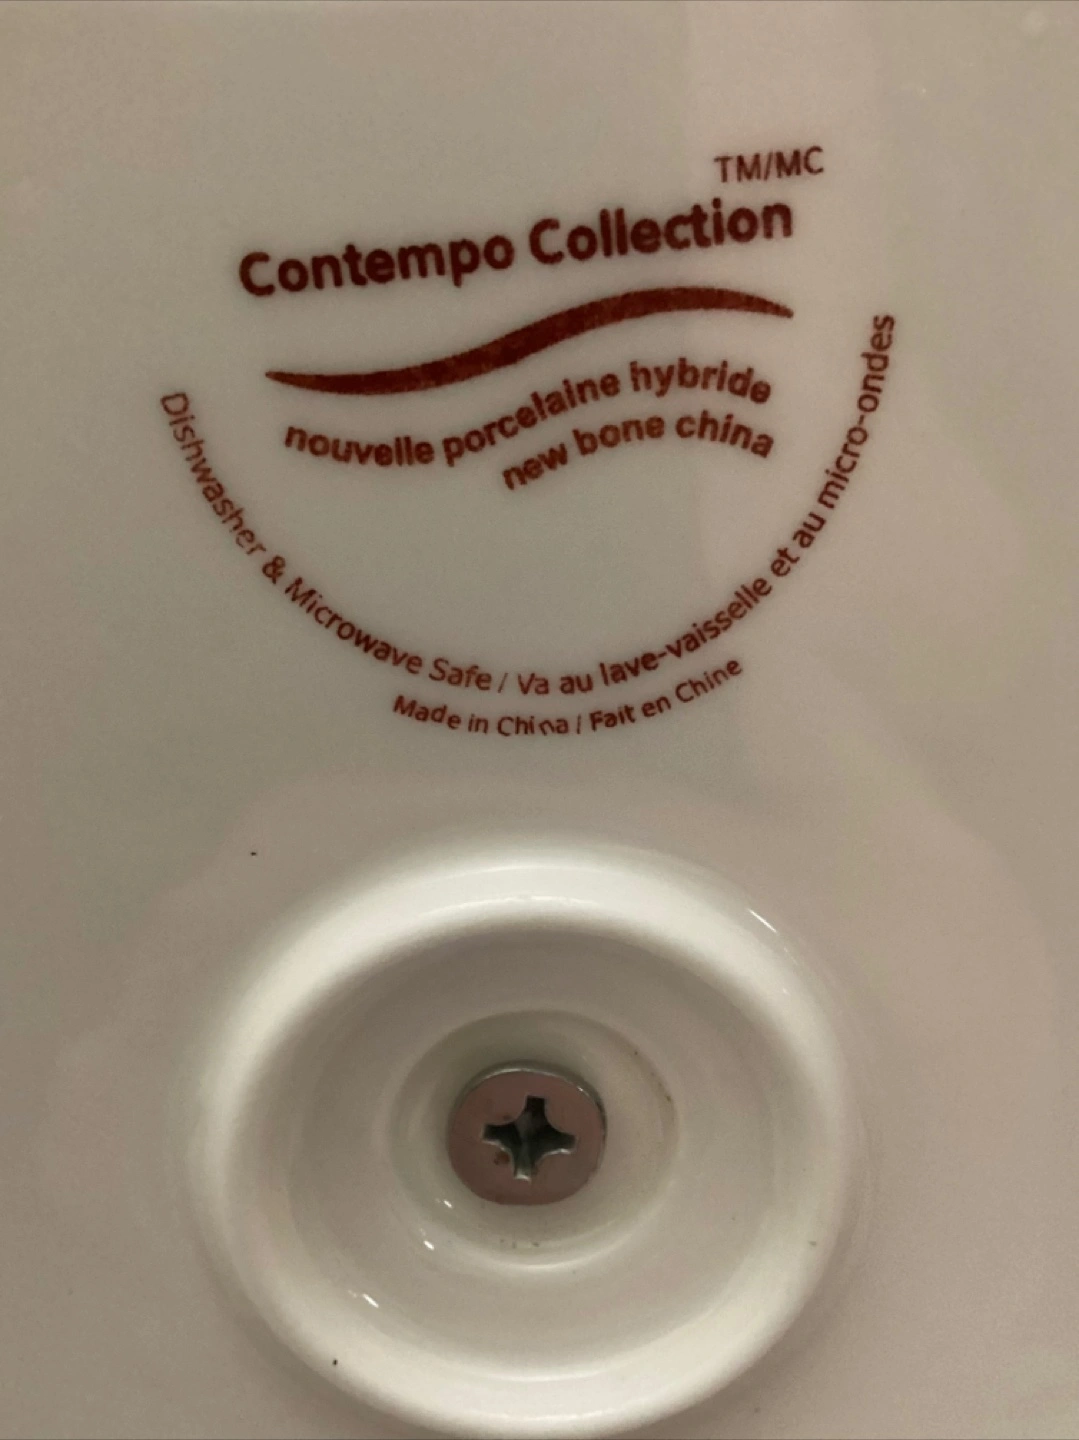 TM/MC
Contempo Collection
nouvelle porcelaine hybride
new bone china
Dishwasher & Microwave Safe / Va au lave-vaisselle et au micro-ondes
Made in China / Fait en Chine